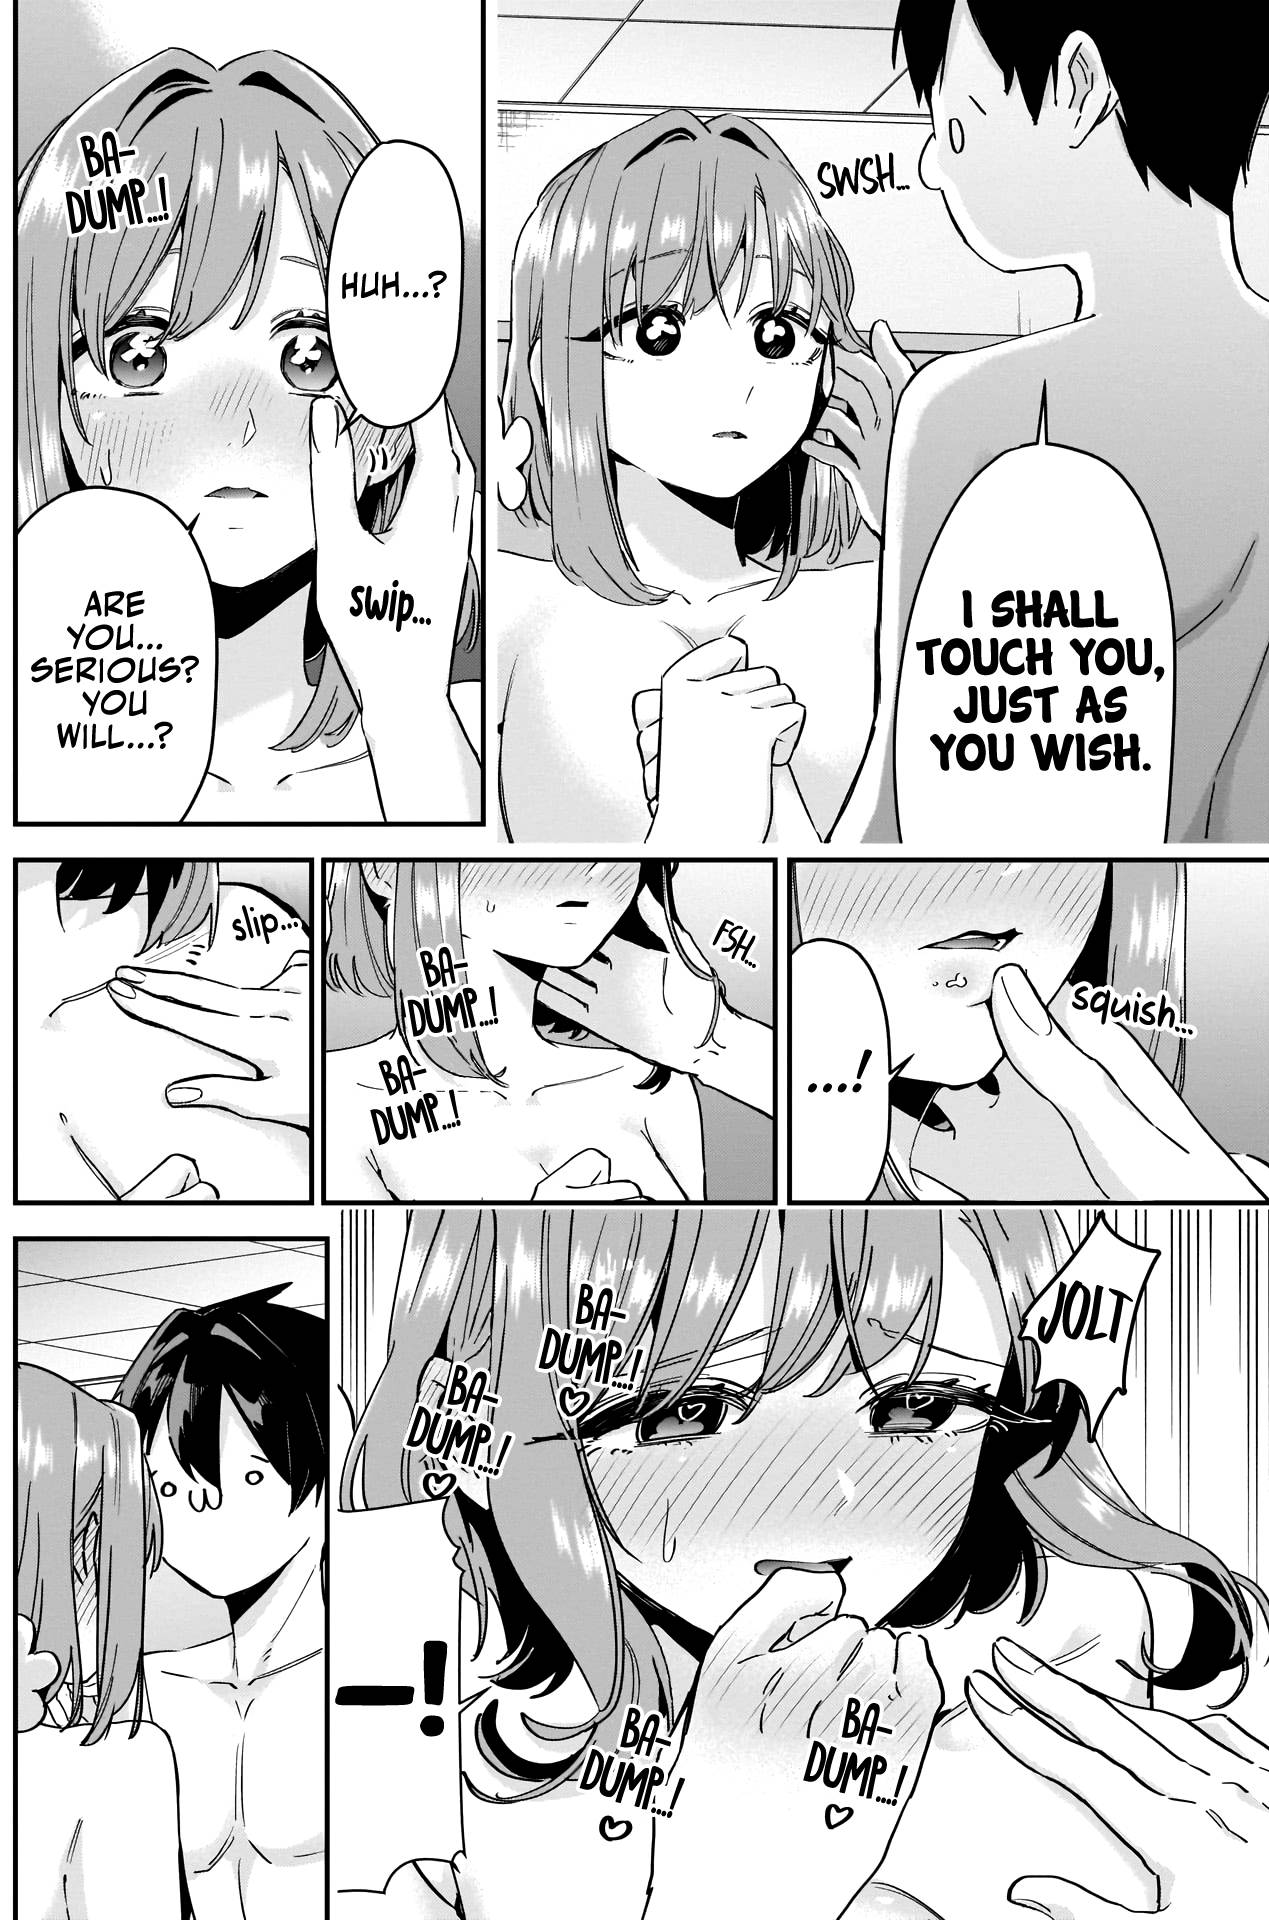 SWSH...
I SHALL
TOUCH YOU,
JUST AS
YOU WISH.
HUH...?
BA-
DUMP...!
swip...
ARE
YOU...
SERIOUS?
YOU
WILL...?
squish...
...!
FSH...
BA-
DUMP...!
BA-
DUMP...!
slip...
JOLT
BA-
DUMP...!
♡
BA-
DUMP...!
♡
—!
BA-
DUMP...!
♡
BA-
DUMP...!
♡